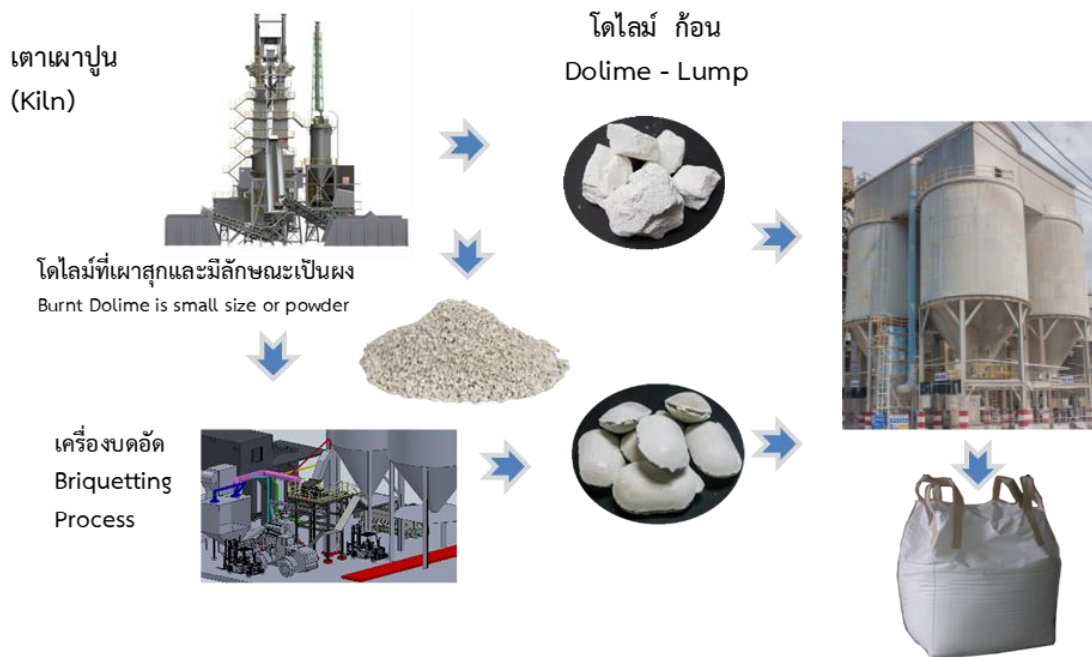 เตาเผาปูน
(Kiln)
โดไลม์ ก้อน
Dolime - Lump
โดไลม์ที่เผาสุกและมีลักษณะเป็นผง
Burnt Dolime is small size or powder
เครื่องบดอัด
Briquetting
Process